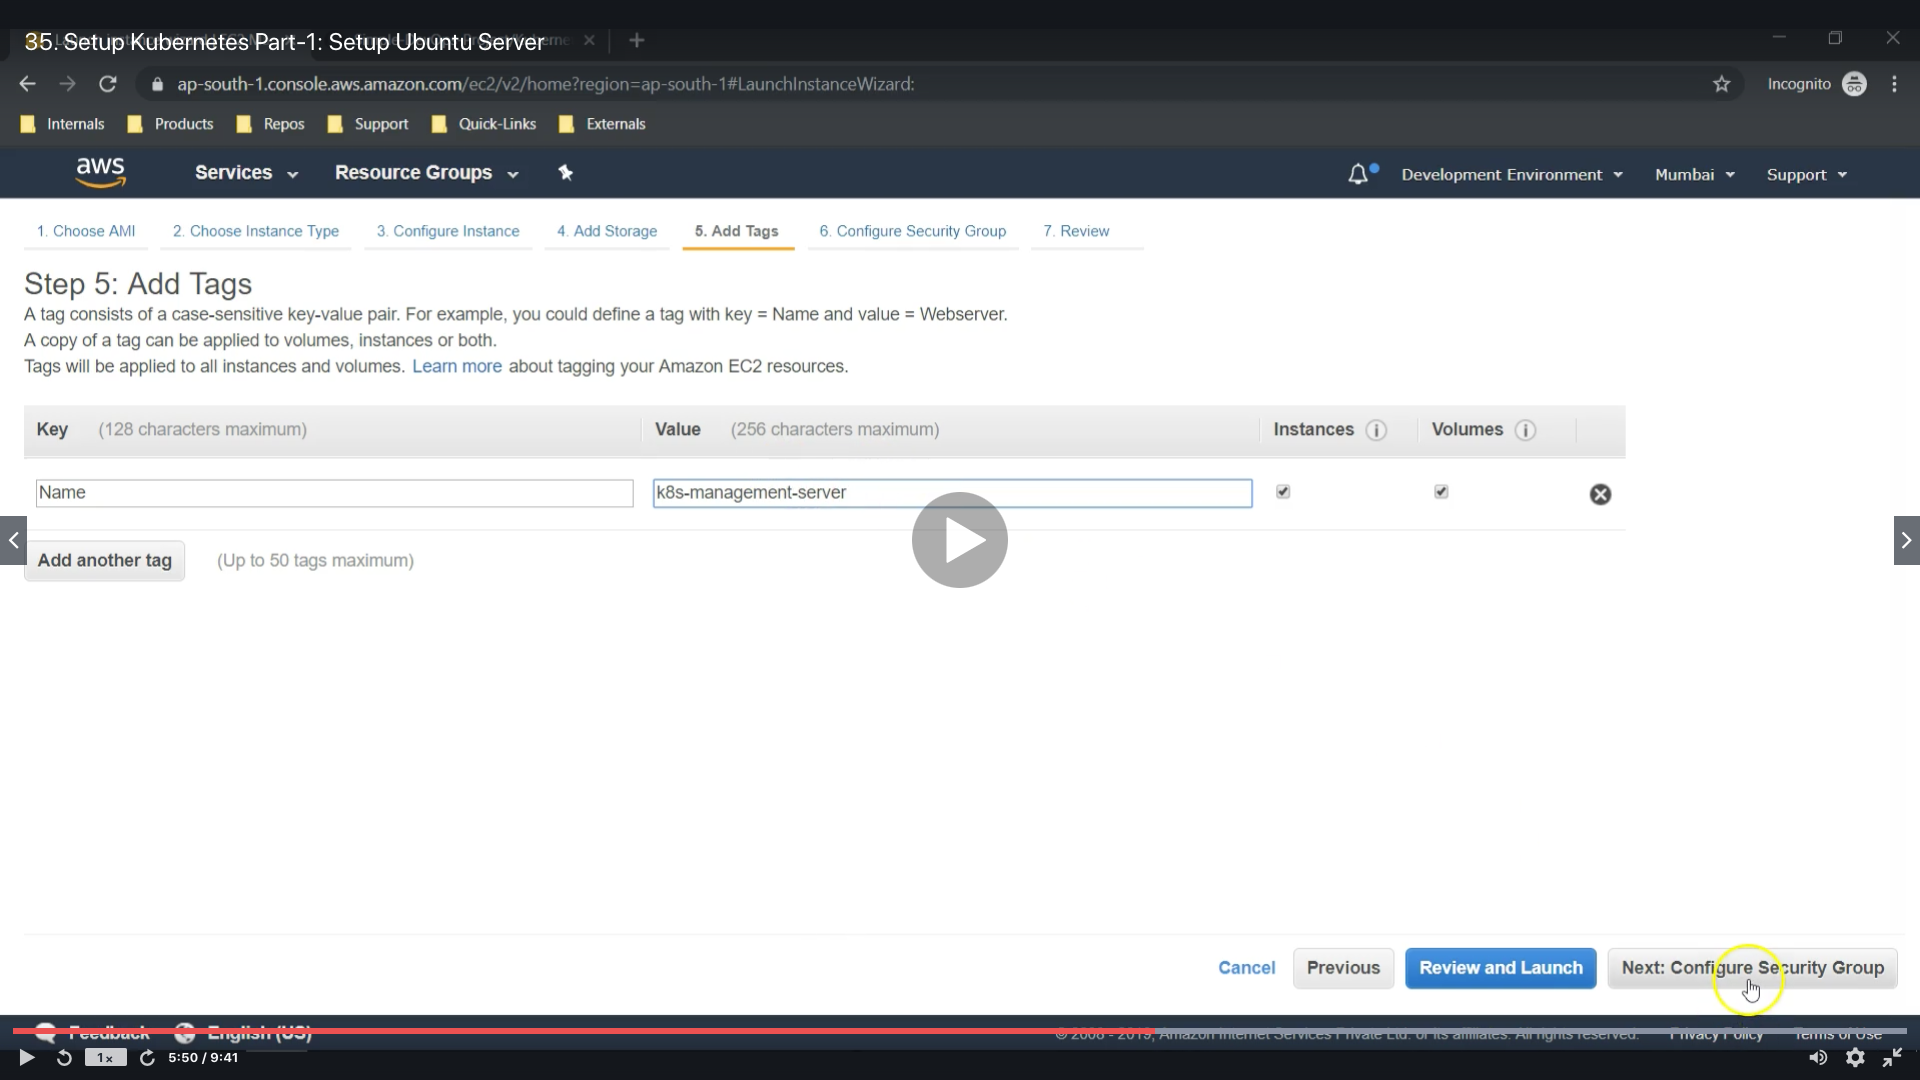 35. Setup Kubernetes Part-1: Setup Ubuntu Server
ap-south-1.console.aws.amazon.com/ec2/v2/home?region=ap-south-1#LaunchInstanceWizard:
Incognito
Internals
Products
Repos
Support
Quick-Links
Externals
aws
Services
Resource Groups
Development Environment
Mumbai
Support
1. Choose AMI
2. Choose Instance Type
3. Configure Instance
4. Add Storage
5. Add Tags
6. Configure Security Group
7. Review
Step 5: Add Tags
A tag consists of a case-sensitive key-value pair. For example, you could define a tag with key = Name and value = Webserver.
A copy of a tag can be applied to volumes, instances or both.
Tags will be applied to all instances and volumes. Learn more about tagging your Amazon EC2 resources.
Key (128 characters maximum)
Value (256 characters maximum)
Instances
Volumes
Name
k8s-management-server
Add another tag
(Up to 50 tags maximum)
Cancel
Previous
Review and Launch
Next: Configure Security Group
Feedback
English (US)
© 2008 - 2019, Amazon Internet Services Private Ltd. or its affiliates. All rights reserved.
Privacy Policy
Terms of Use
1x
5:50 / 9:41